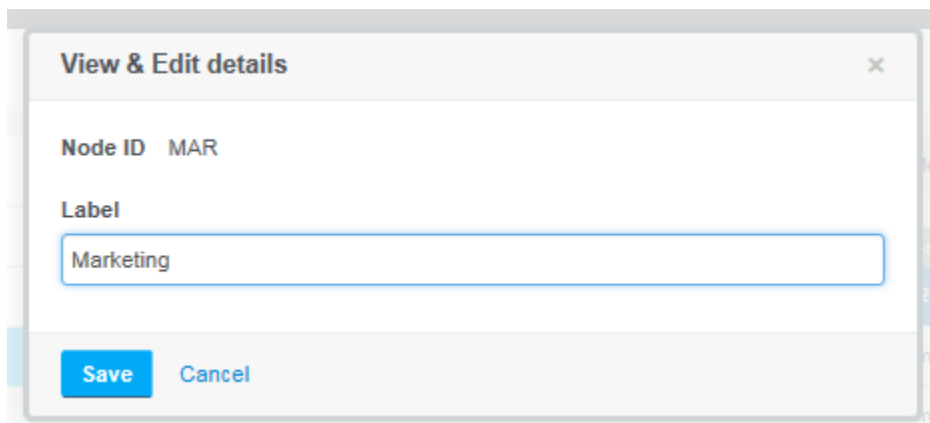 View & Edit details ×
Node ID MAR
Label
Marketing
Save Cancel